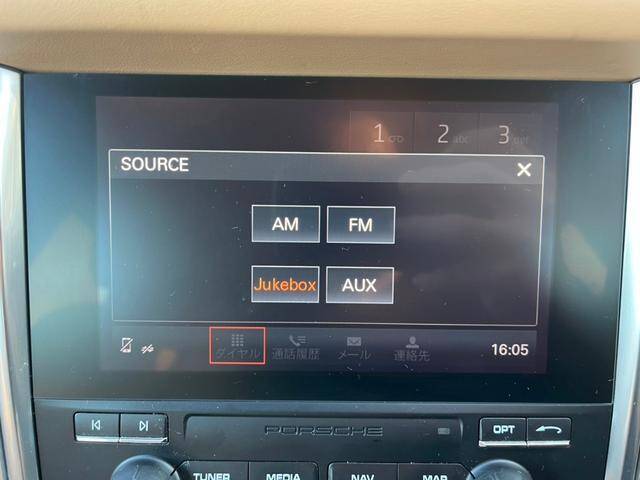 1 2 abc 3
SOURCE
AM FM
Jukebox AUX
ダイヤル 通話履歴 メール 連絡先 16:05
OPT
PORSCHE
TUNER MEDIA NAV MAP